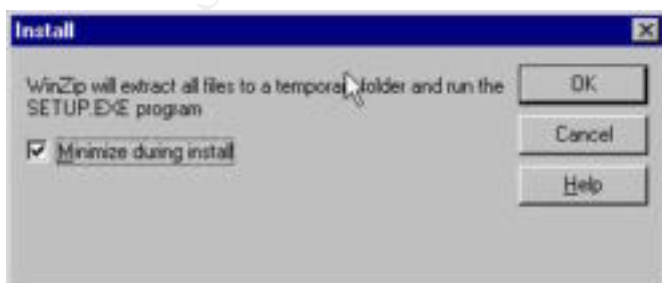 Install
WinZip will extract all files to a temporary folder and run the
SETUP.EXE program
Minimize during install
OK
Cancel
Help